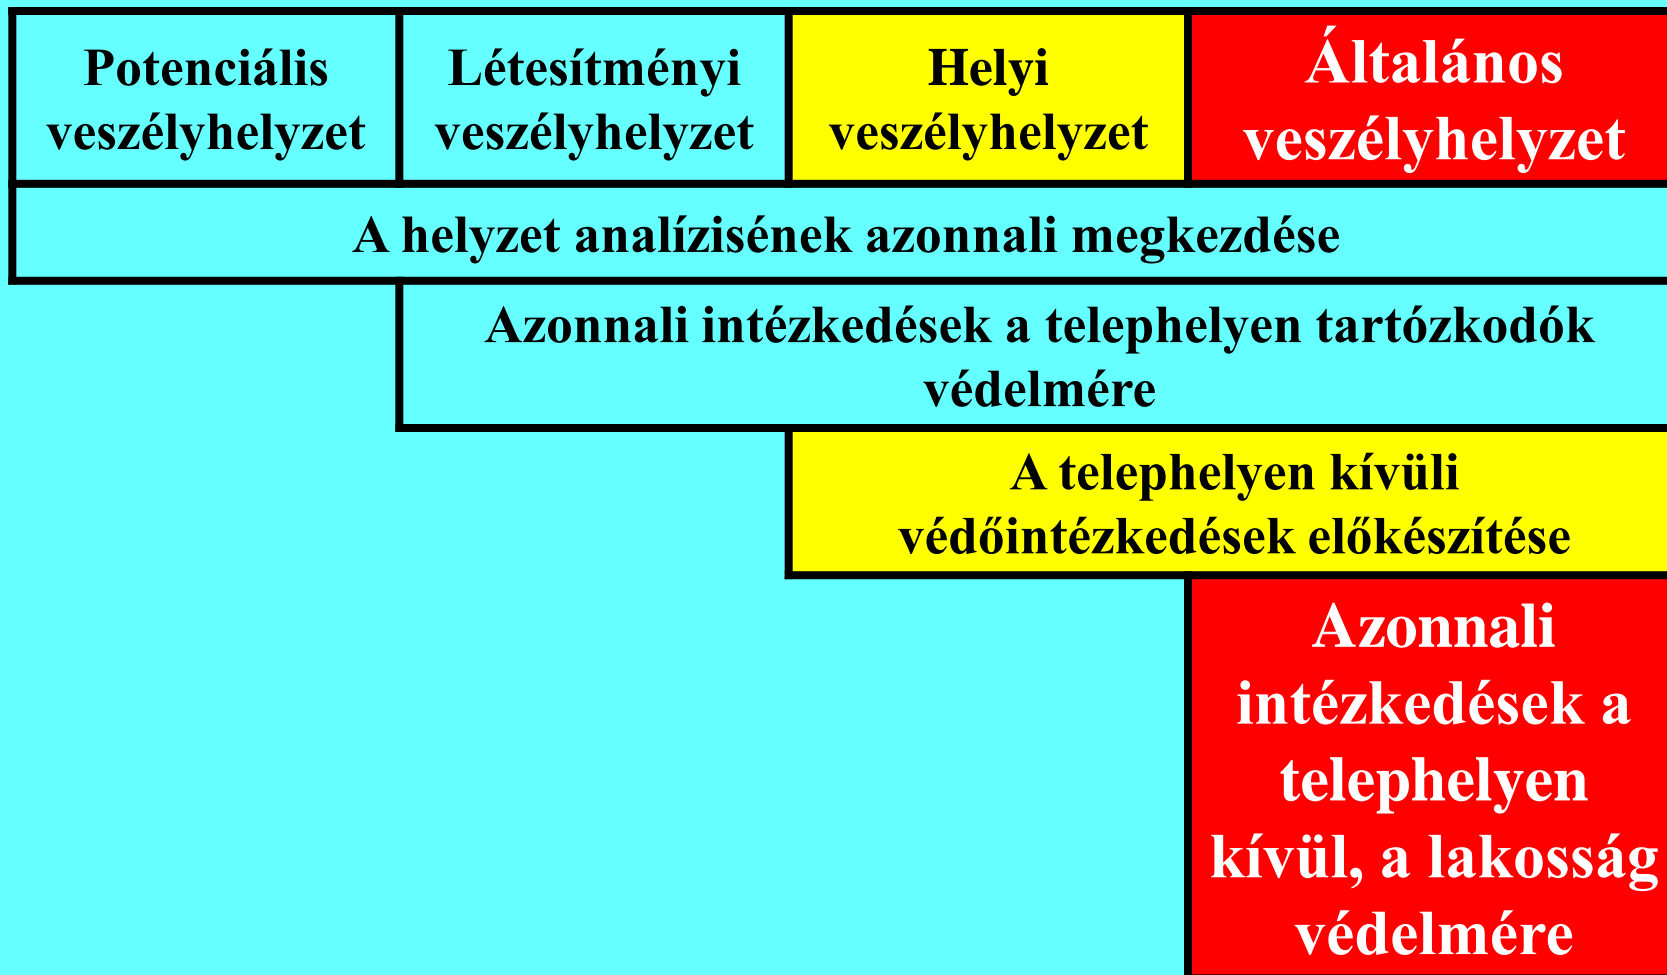 Potenciális
veszélyhelyzet
Létesítményi
veszélyhelyzet
Helyi
veszélyhelyzet
Általános
veszélyhelyzet
A helyzet analízisének azonnali megkezdése
Azonnali intézkedések a telephelyen tartózkodók
védelmére
A telephelyen kívüli
védőintézkedések előkészítése
Azonnali
intézkedések a
telephelyen
kívül, a lakosság
védelmére